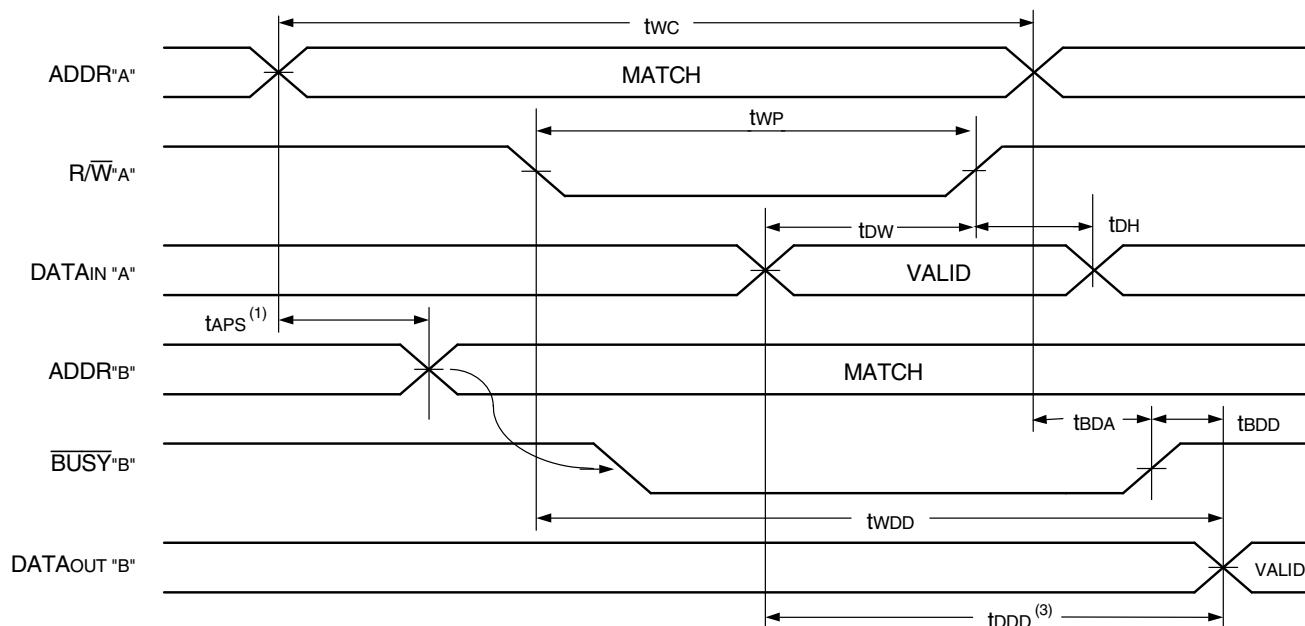 tWC
ADDR"A" MATCH
tWP
R/W"A"
tDW tDH
DATAIN "A" VALID
tAPS (1)
ADDR"B" MATCH
tBDA tBDD
BUSY"B"
tWDD
DATAOUT "B" VALID
tDDD (3)